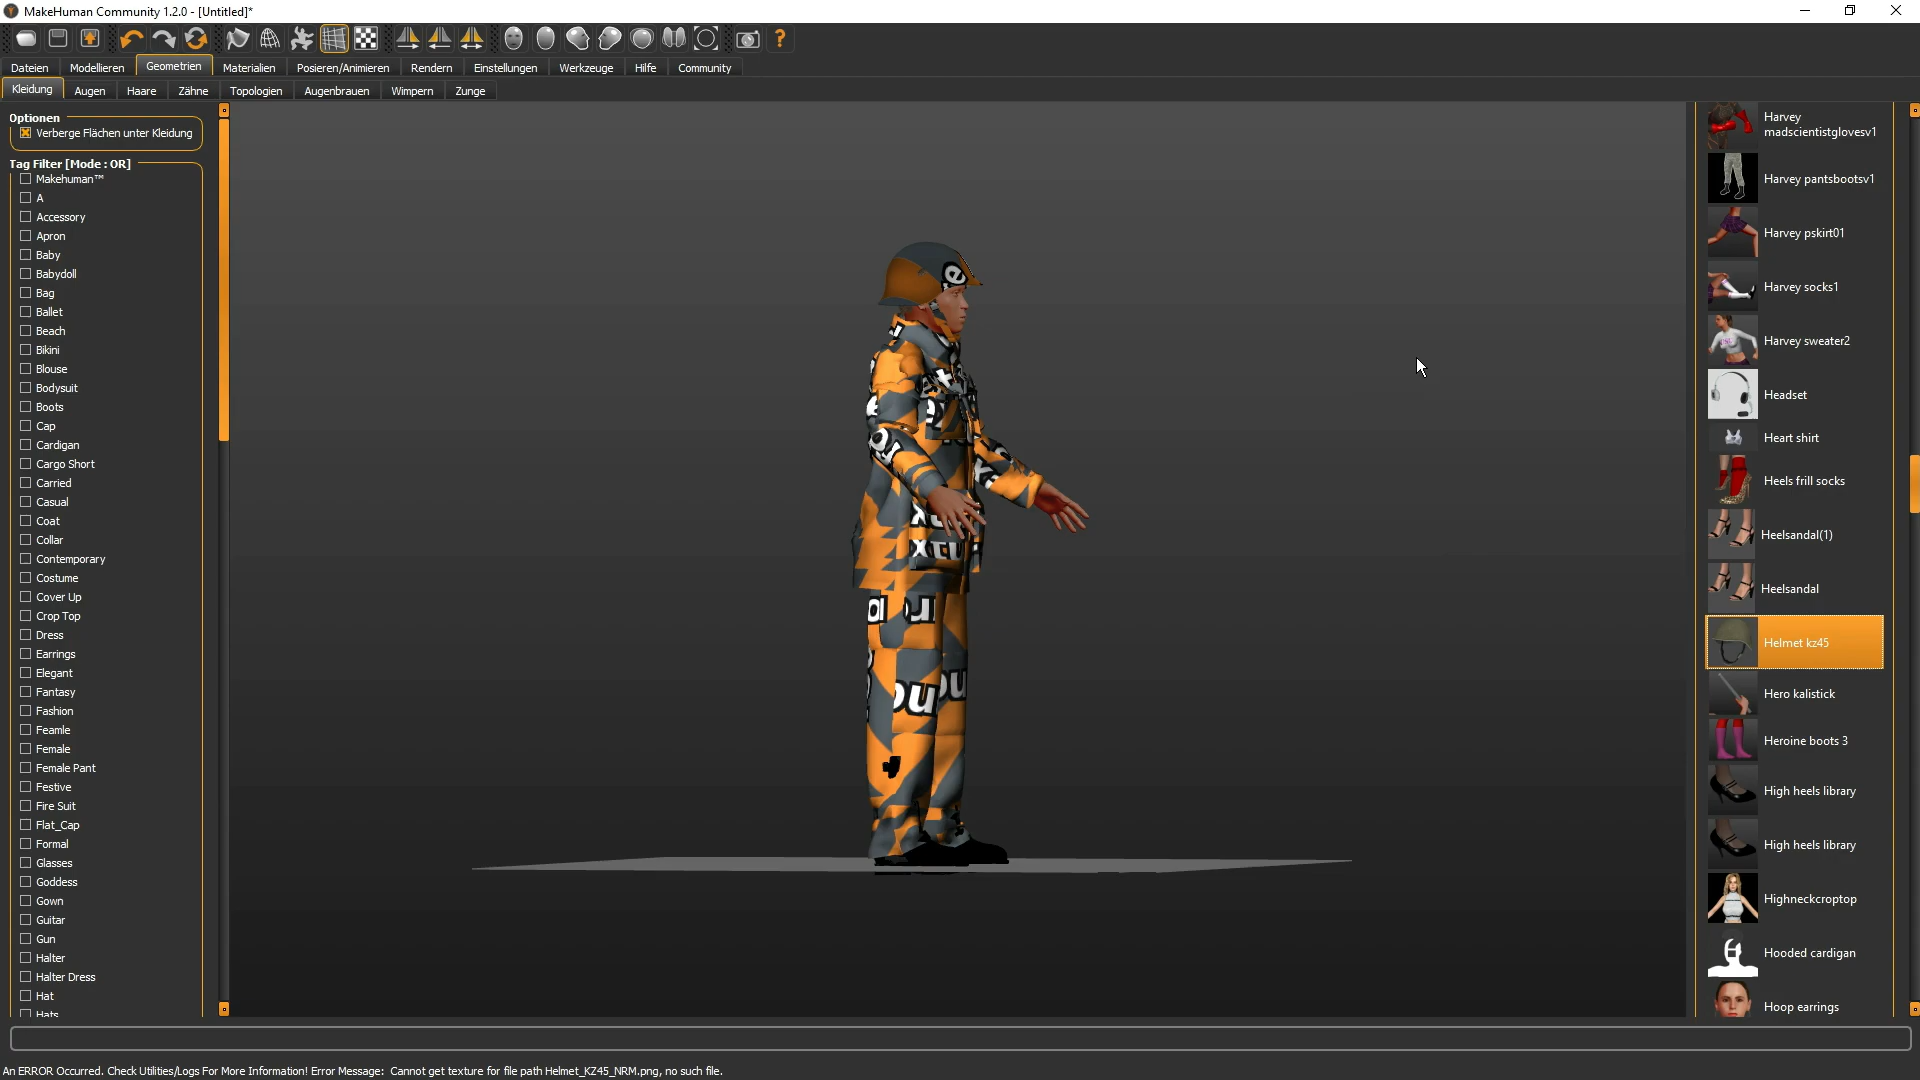 MakeHuman Community 1.2.0 - [Untitled]*
Dateien
Modellieren
Geometrien
Materialien
Posieren/Animieren
Rendern
Einstellungen
Werkzeuge
Hilfe
Community
Kleidung
Augen
Haare
Zähne
Topologien
Augenbrauen
Wimpern
Zunge
Optionen
Verberge Flächen unter Kleidung
Tag Filter [Mode : OR]
Makehuman™
A
Accessory
Apron
Baby
Babydoll
Bag
Ballet
Beach
Bikini
Blouse
Bodysuit
Boots
Cap
Cardigan
Cargo Short
Carried
Casual
Coat
Collar
Contemporary
Costume
Cover Up
Crop Top
Dress
Earrings
Elegant
Fantasy
Fashion
Feamle
Female
Female Pant
Festive
Fire Suit
Flat_Cap
Formal
Glasses
Goddess
Gown
Guitar
Gun
Halter
Halter Dress
Hat
Hats
Harvey
madscientistglovesv1
Harvey pantsbootsv1
Harvey pskirt01
Harvey socks1
Harvey sweater2
Headset
Heart shirt
Heels frill socks
Heelsandal(1)
Heelsandal
Helmet kz45
Hero kalistick
Heroine boots 3
High heels library
High heels library
Highneckcroptop
Hooded cardigan
Hoop earrings
An ERROR Occurred. Check Utilities/Logs For More Information! Error Message: Cannot get texture for file path Helmet_KZ45_NRM.png, no such file.